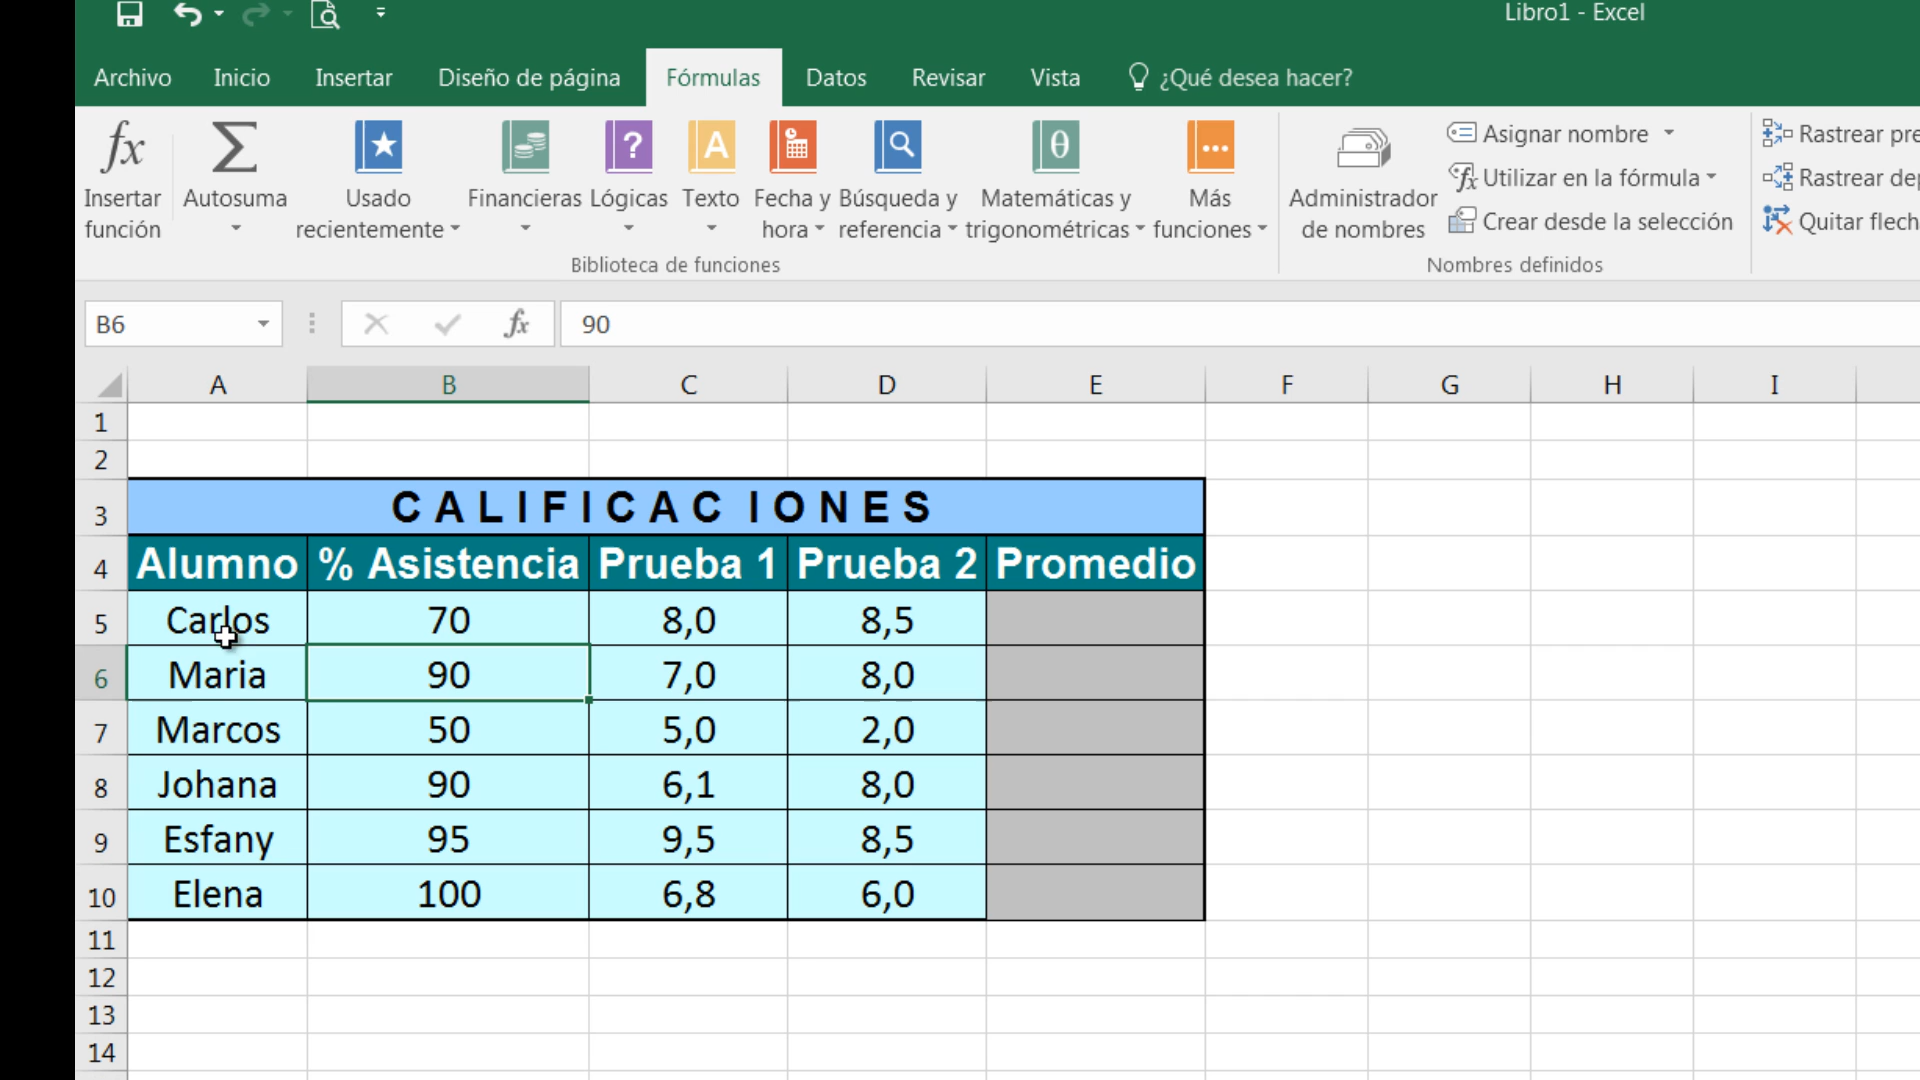 Libro1 - Excel
Archivo Inicio Insertar Diseño de página Fórmulas Datos Revisar Vista ¿Qué desea hacer?
fx Σ ? A θ
Insertar función
Autosuma
Usado recientemente
Financieras
Lógicas
Texto
Fecha y hora
Búsqueda y referencia
Matemáticas y trigonométricas
Más funciones
Biblioteca de funciones
Administrador de nombres
Asignar nombre
Utilizar en la fórmula
Crear desde la selección
Nombres definidos
Rastrear pre
Rastrear dep
Quitar flech
B6 fx 90
A B C D E F G H I
1
2
3 CALIFICACIONES
4 Alumno % Asistencia Prueba 1 Prueba 2 Promedio
5 Carlos 70 8,0 8,5
6 Maria 90 7,0 8,0
7 Marcos 50 5,0 2,0
8 Johana 90 6,1 8,0
9 Esfany 95 9,5 8,5
10 Elena 100 6,8 6,0
11
12
13
14